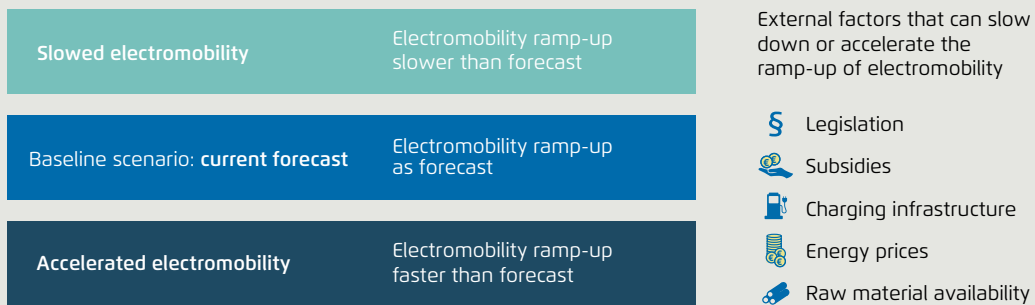 Slowed electromobility
Electromobility ramp-up
slower than forecast
Baseline scenario: current forecast
Electromobility ramp-up
as forecast
Accelerated electromobility
Electromobility ramp-up
faster than forecast
External factors that can slow
down or accelerate the
ramp-up of electromobility
§ Legislation
Subsidies
Charging infrastructure
Energy prices
Raw material availability